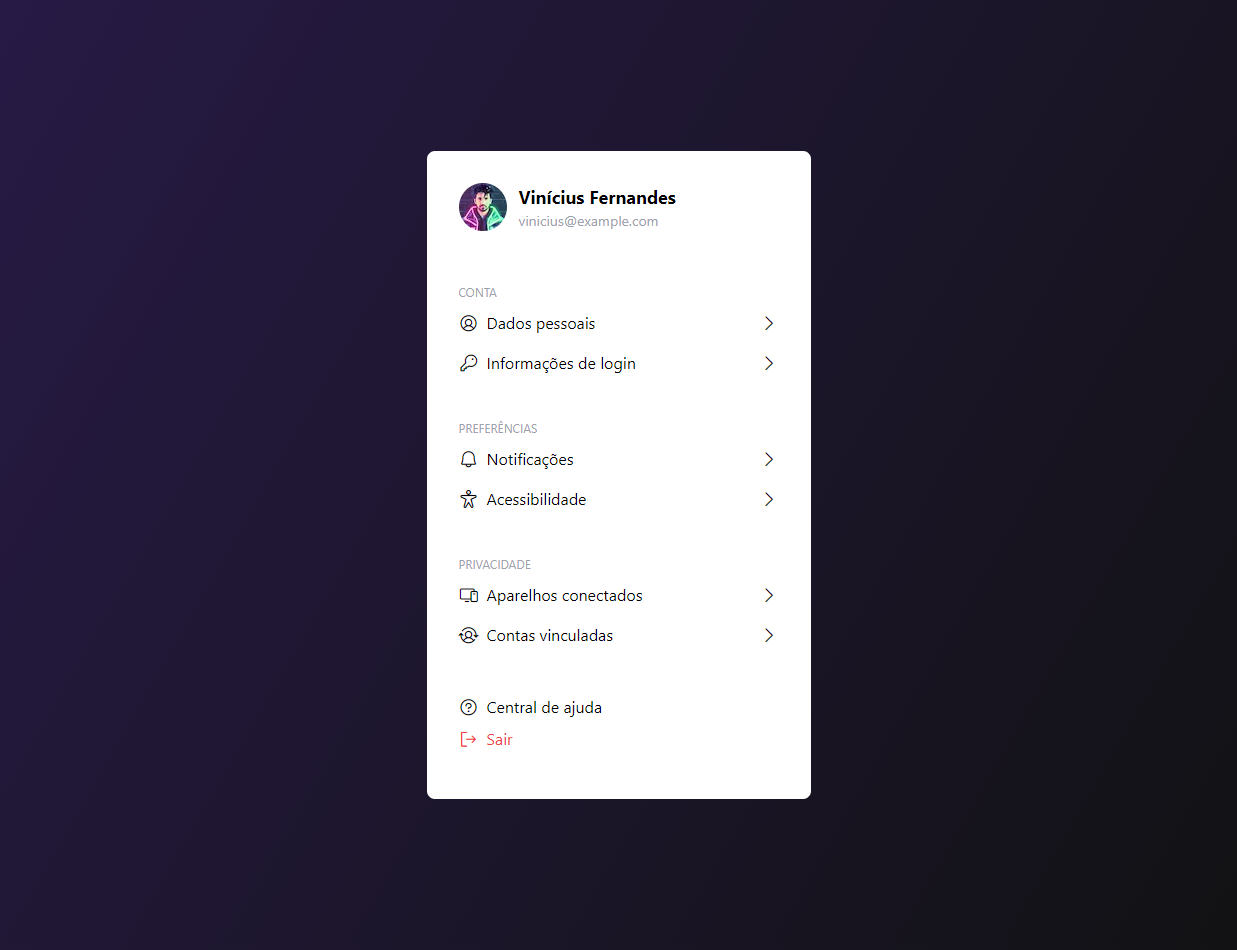 Vinícius Fernandes
vinicius@example.com
CONTA
Dados pessoais
Informações de login
PREFERÊNCIAS
Notificações
Acessibilidade
PRIVACIDADE
Aparelhos conectados
Contas vinculadas
Central de ajuda
Sair